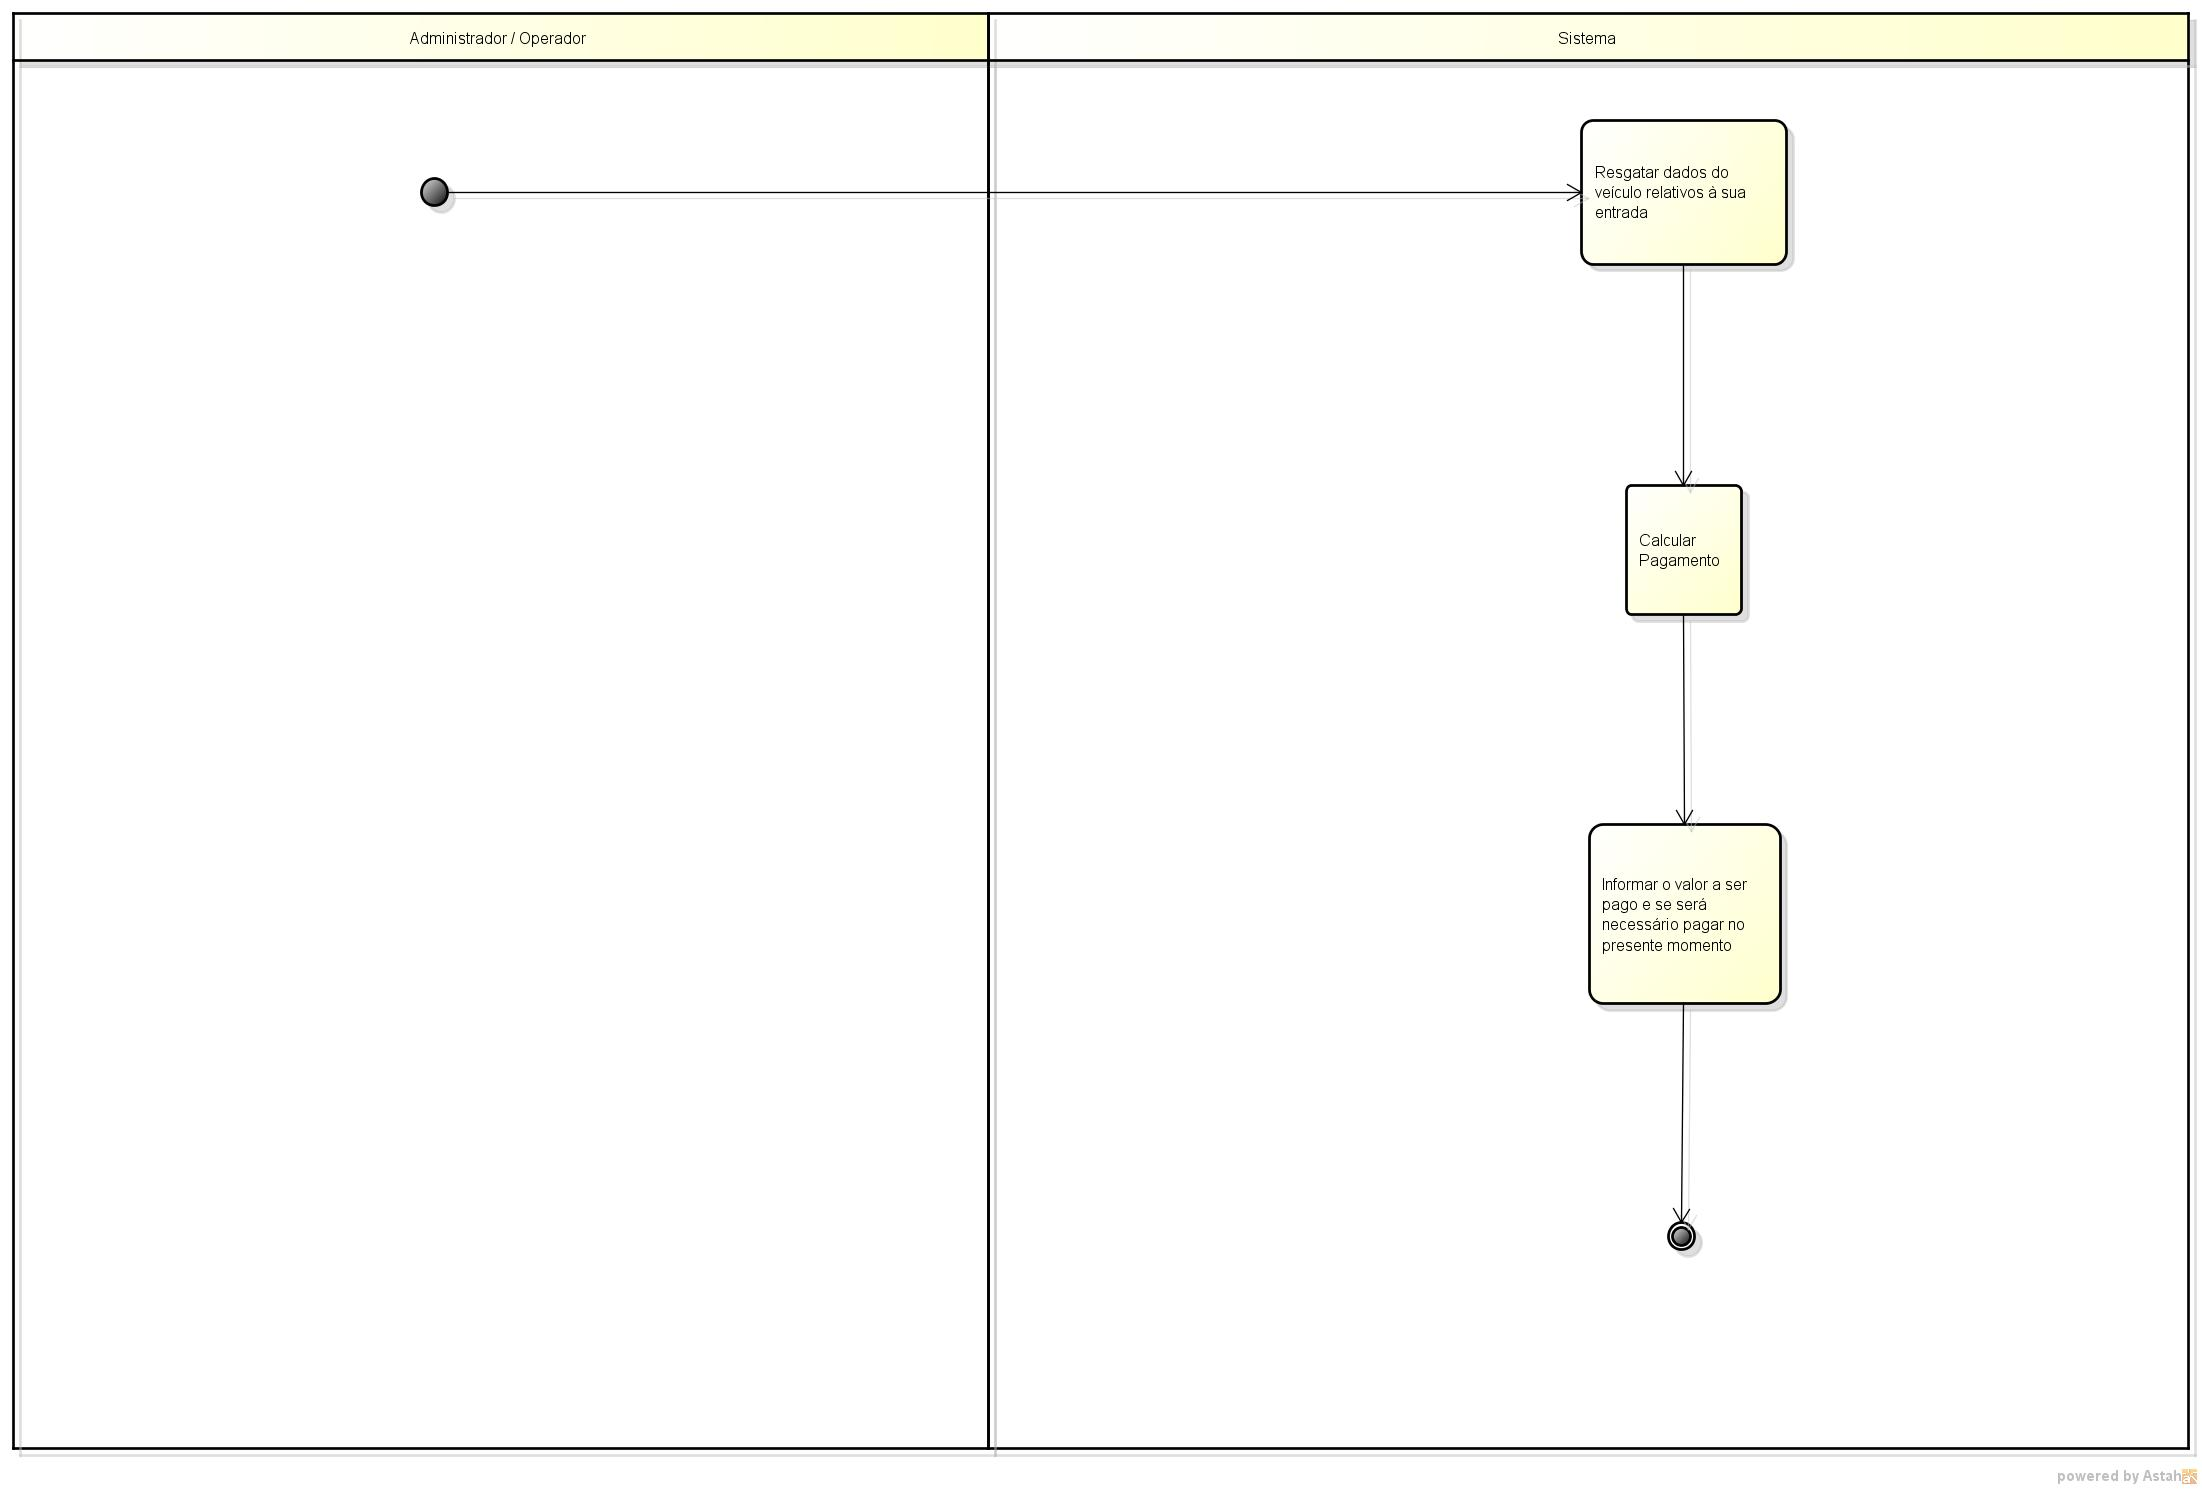 Administrador / Operador
Sistema
Resgatar dados do
veículo relativos à sua
entrada
Calcular
Pagamento
Informar o valor a ser
pago e se será
necessário pagar no
presente momento
powered by Astah